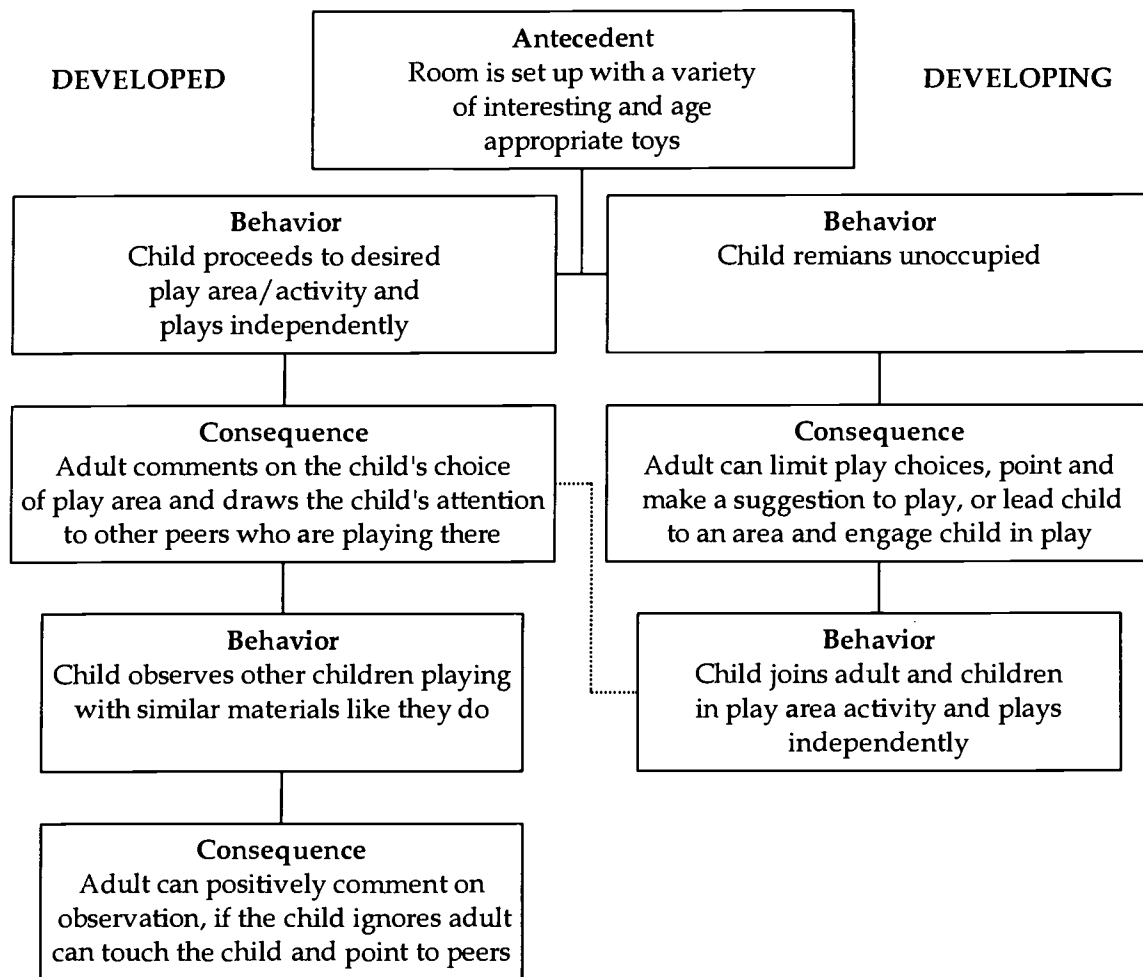 DEVELOPED
Antecedent
Room is set up with a variety
of interesting and age
appropriate toys
DEVELOPING
Behavior
Child proceeds to desired
play area/activity and
plays independently
Behavior
Child remians unoccupied
Consequence
Adult comments on the child's choice
of play area and draws the child's attention
to other peers who are playing there
Consequence
Adult can limit play choices, point and
make a suggestion to play, or lead child
to an area and engage child in play
Behavior
Child observes other children playing
with similar materials like they do
Behavior
Child joins adult and children
in play area activity and plays
independently
Consequence
Adult can positively comment on
observation, if the child ignores adult
can touch the child and point to peers